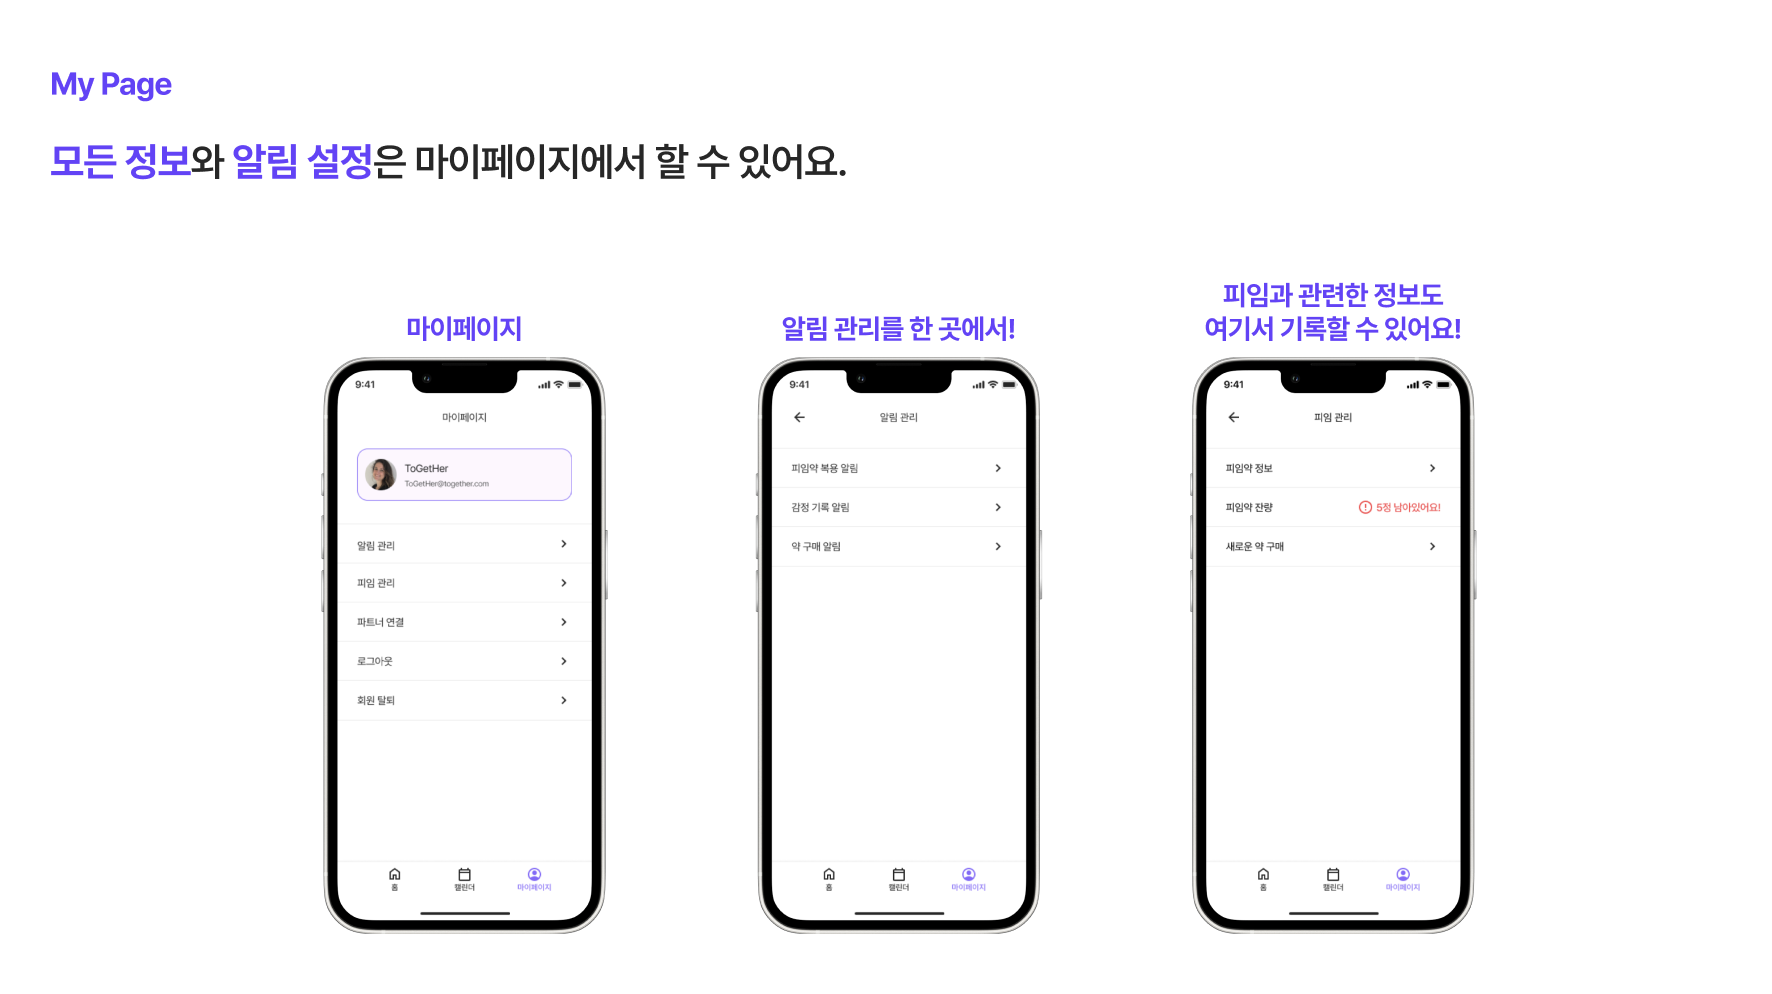 My Page
모든 정보와 알림 설정은 마이페이지에서 할 수 있어요.
마이페이지
9:41
마이페이지
ToGetHer
ToGetHer@together.com
알림 관리
피임 관리
파트너 연결
로그아웃
회원 탈퇴
홈
캘린더
마이페이지
알림 관리를 한 곳에서!
9:41
알림 관리
피임약 복용 알림
감정 기록 알림
약 구매 알림
홈
캘린더
마이페이지
피임과 관련한 정보도
여기서 기록할 수 있어요!
9:41
피임 관리
피임약 정보
피임약 잔량
5정 남아있어요!
새로운 약 구매
홈
캘린더
마이페이지